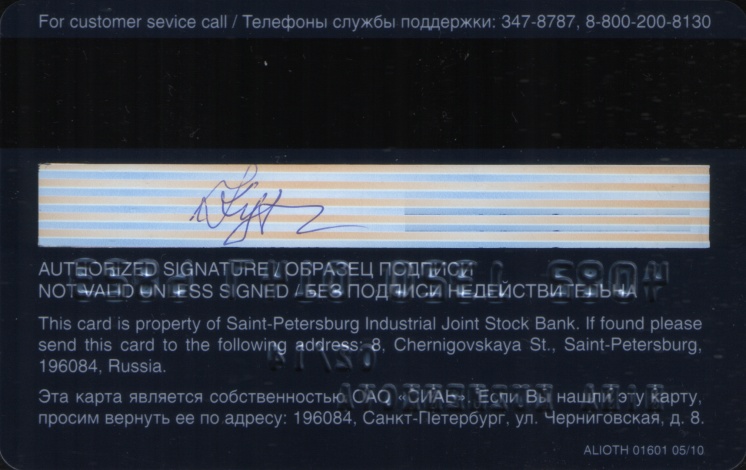 For customer sevice call / Телефоны службы поддержки: 347-8787, 8-800-200-8130
AUTHORIZED SIGNATURE / ОБРАЗЕЦ ПОДПИСИ
NOT VALID UNLESS SIGNED / БЕЗ ПОДПИСИ НЕДЕЙСТВИТЕЛЬНА
This card is property of Saint-Petersburg Industrial Joint Stock Bank. If found please
send this card to the following address: 8, Chernigovskaya St., Saint-Petersburg,
196084, Russia.
Эта карта является собственностью ОАО «СИАБ». Если Вы нашли эту карту,
просим вернуть ее по адресу: 196084, Санкт-Петербург, ул. Черниговская, д. 8.
ALIOTH 01601 05/10